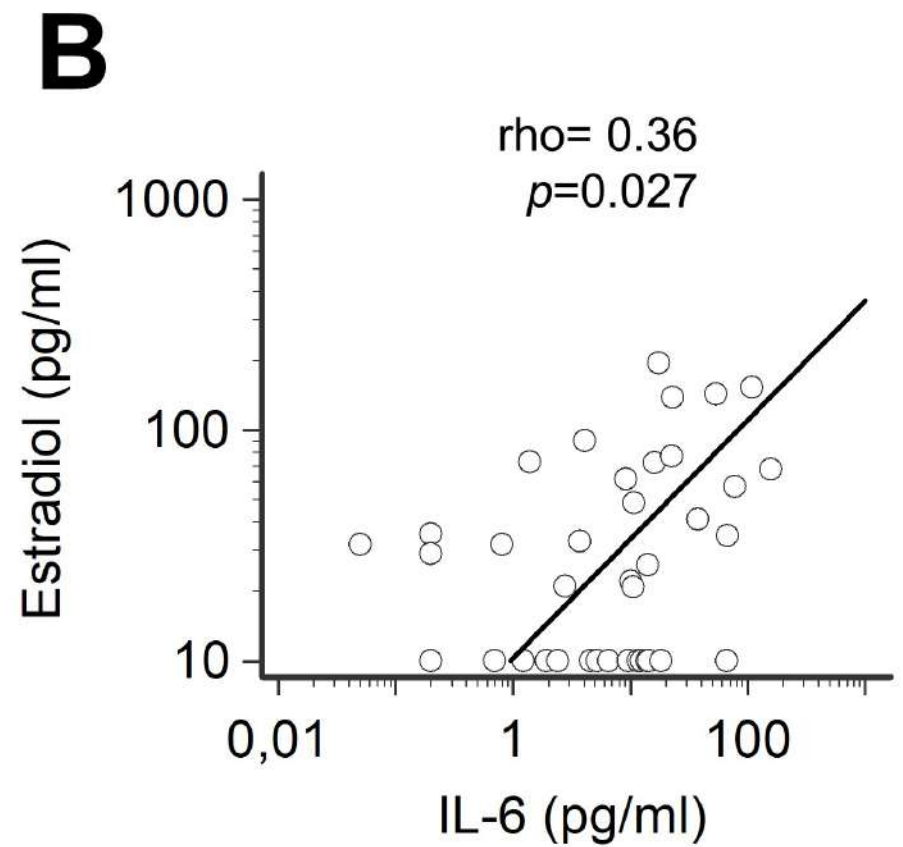 B
rho= 0.36
p=0.027
1000
100
10
Estradiol (pg/ml)
0,01
1
100
IL-6 (pg/ml)